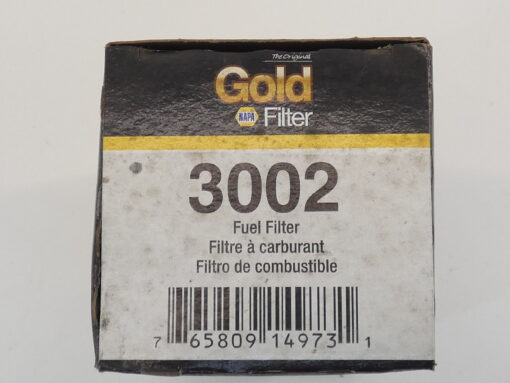 The Original
Gold
NAPA Filter
3002
Fuel Filter
Filtre à carburant
Filtro de combustible
7 65809 14973 1